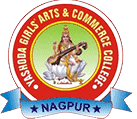 YASHODA GIRLS' ARTS & COMMERCE COLLEGE
★ NAGPUR ★